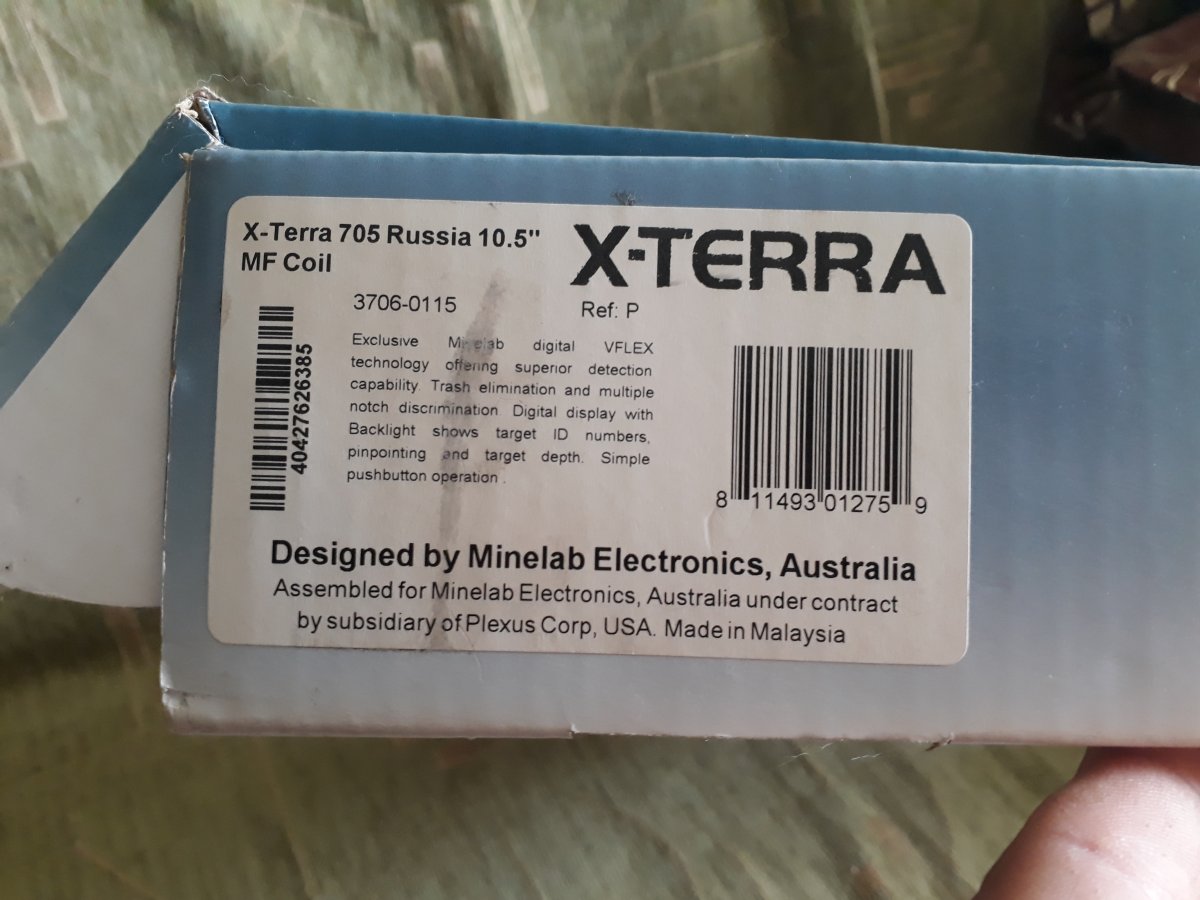 X-Terra 705 Russia 10.5"
MF Coil
X-TERRA
3706-0115
Ref: P
Exclusive Minelab digital VFLEX
technology offering superior detection
capability. Trash elimination and multiple
notch discrimination. Digital display with
Backlight shows target ID numbers,
pinpointing and target depth. Simple
pushbutton operation .
40427626385
8 11493 01275 9
Designed by Minelab Electronics, Australia
Assembled for Minelab Electronics, Australia under contract
by subsidiary of Plexus Corp, USA. Made in Malaysia